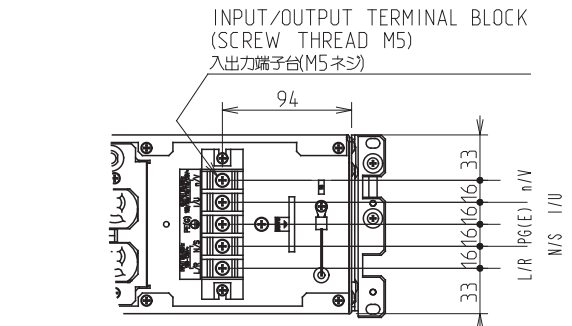 INPUT/OUTPUT TERMINAL BLOCK
(SCREW THREAD M5)
入出力端子台(M5ネジ)
94
33
16
16
16
16
33
n/V
I/U
PG(E)
N/S
L/R
L/R PG(E) n/V
N/S I/U